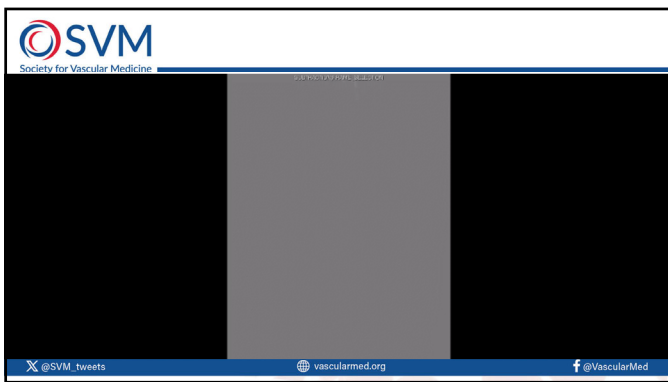 SVM
Society for Vascular Medicine
@SVM_tweets
vascularmed.org
@VascularMed